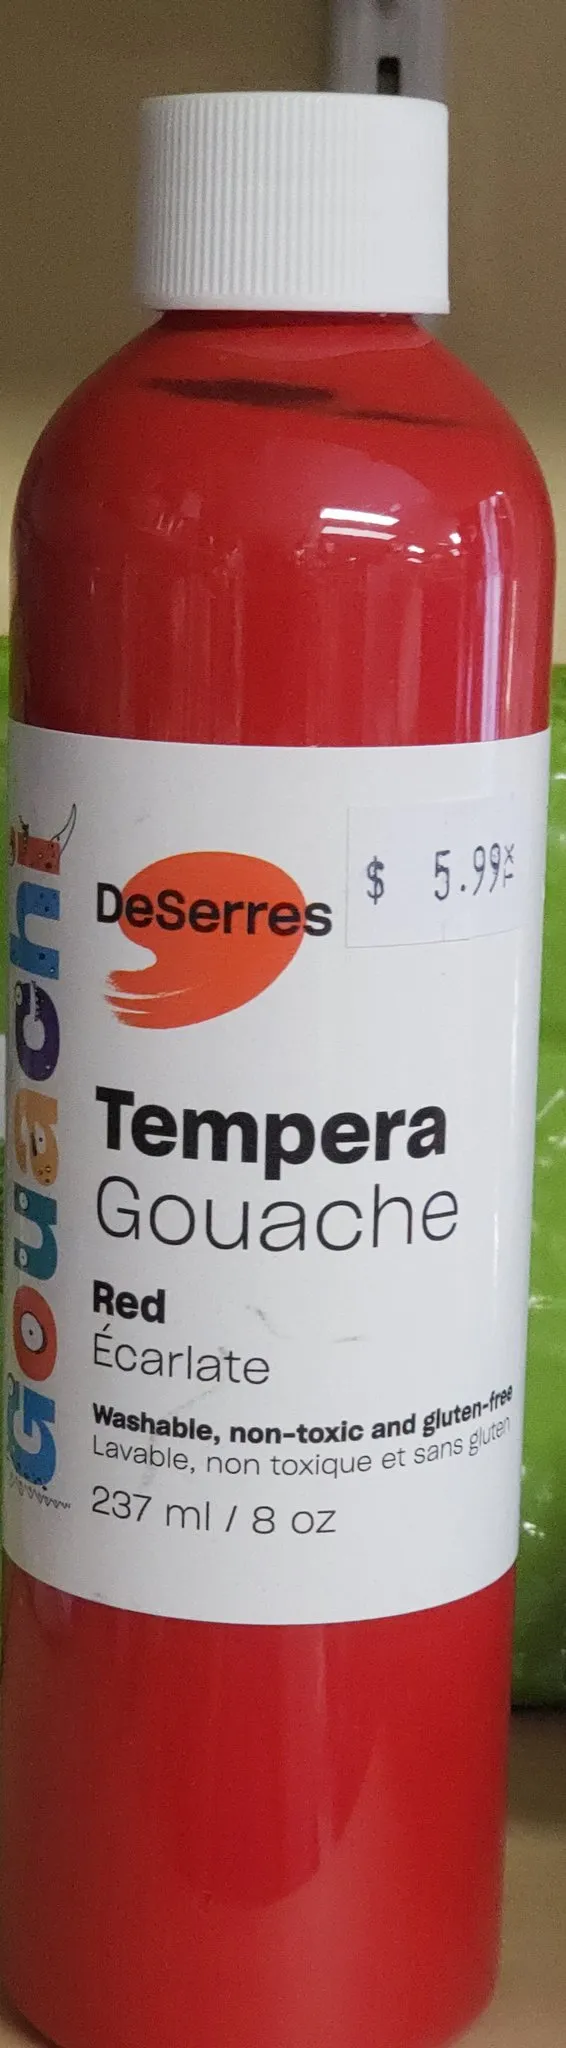 Gouachi
DeSerres
$ 5.99
Tempera
Gouache
Red
Écarlate
Washable, non-toxic and gluten-free
Lavable, non toxique et sans gluten
237 ml / 8 oz